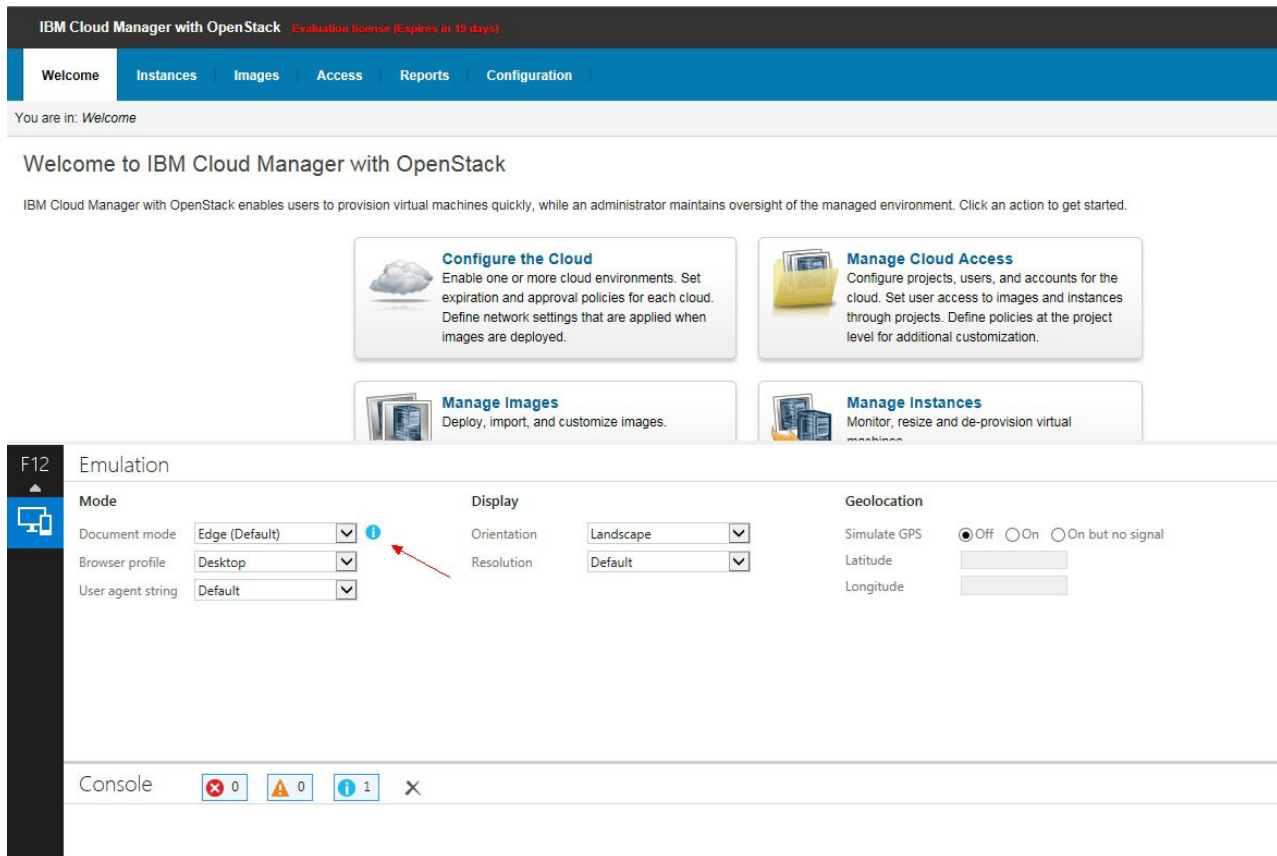 IBM Cloud Manager with OpenStack Evaluation license (Expires in 19 days)
Welcome Instances Images Access Reports Configuration
You are in: Welcome
Welcome to IBM Cloud Manager with OpenStack
IBM Cloud Manager with OpenStack enables users to provision virtual machines quickly, while an administrator maintains oversight of the managed environment. Click an action to get started.
Configure the Cloud
Enable one or more cloud environments. Set
expiration and approval policies for each cloud.
Define network settings that are applied when
images are deployed.
Manage Cloud Access
Configure projects, users, and accounts for the
cloud. Set user access to images and instances
through projects. Define policies at the project
level for additional customization.
Manage Images
Deploy, import, and customize images.
Manage Instances
Monitor, resize and de-provision virtual
machines.
F12 Emulation
Mode
Document mode Edge (Default)
Browser profile Desktop
User agent string Default
Display
Orientation Landscape
Resolution Default
Geolocation
Simulate GPS Off On On but no signal
Latitude
Longitude
Console 0 0 1